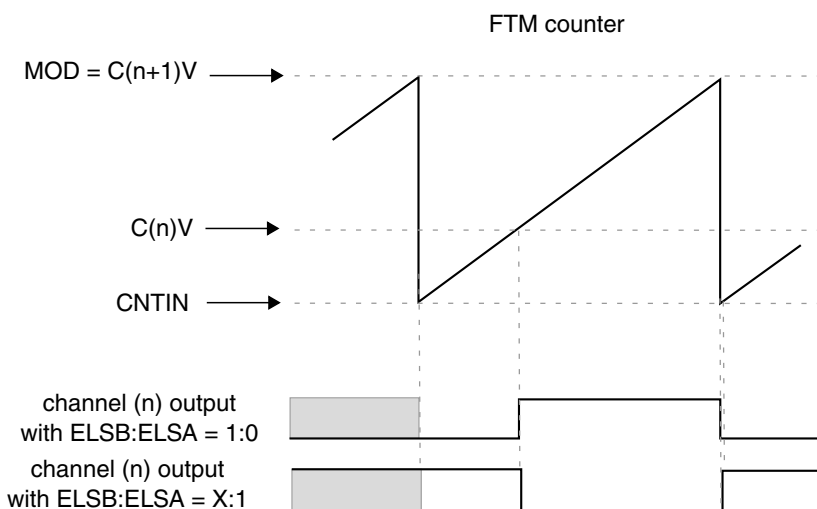 FTM counter
MOD = C(n+1)V
C(n)V
CNTIN
channel (n) output
with ELSB:ELSA = 1:0
channel (n) output
with ELSB:ELSA = X:1